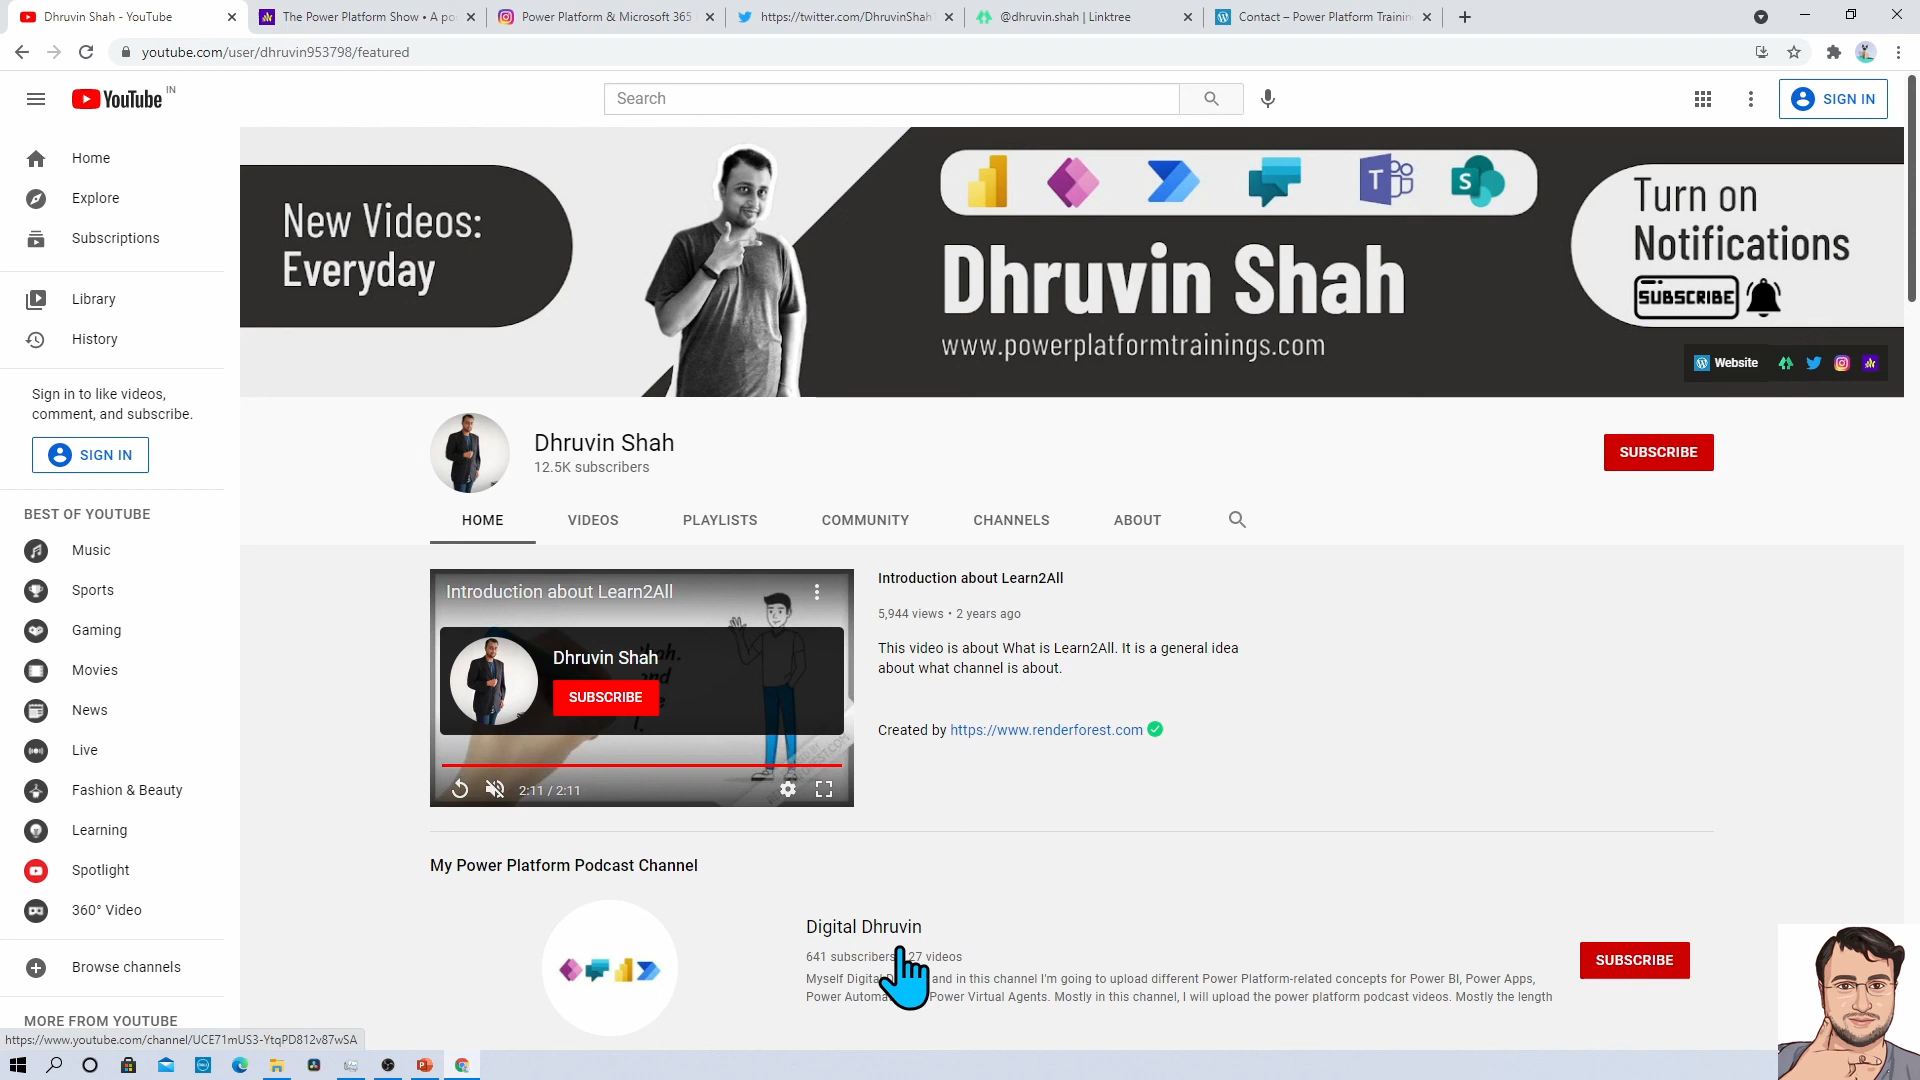 Dhruvin Shah - YouTube
The Power Platform Show • A po
Power Platform & Microsoft 365
https://twitter.com/DhruvinShah
@dhruvin.shah | Linktree
Contact – Power Platform Trainin
youtube.com/user/dhruvin953798/featured
YouTube IN
Search
SIGN IN
Home
Explore
Subscriptions
Library
History
Sign in to like videos,
comment, and subscribe.
SIGN IN
BEST OF YOUTUBE
Music
Sports
Gaming
Movies
News
Live
Fashion & Beauty
Learning
Spotlight
360° Video
Browse channels
MORE FROM YOUTUBE
New Videos:
Everyday
Dhruvin Shah
www.powerplatformtrainings.com
Turn on
Notifications
SUBSCRIBE
Website
Dhruvin Shah
12.5K subscribers
SUBSCRIBE
HOME
VIDEOS
PLAYLISTS
COMMUNITY
CHANNELS
ABOUT
Introduction about Learn2All
Dhruvin Shah
SUBSCRIBE
2:11 / 2:11
Introduction about Learn2All
5,944 views • 2 years ago
This video is about What is Learn2All. It is a general idea
about what channel is about.
Created by https://www.renderforest.com
My Power Platform Podcast Channel
Digital Dhruvin
641 subscribers 27 videos
Myself Digital and in this channel I'm going to upload different Power Platform-related concepts for Power BI, Power Apps,
Power Automa Power Virtual Agents. Mostly in this channel, I will upload the power platform podcast videos. Mostly the length
SUBSCRIBE
https://www.youtube.com/channel/UCE71mUS3-YtqPD812v87wSA